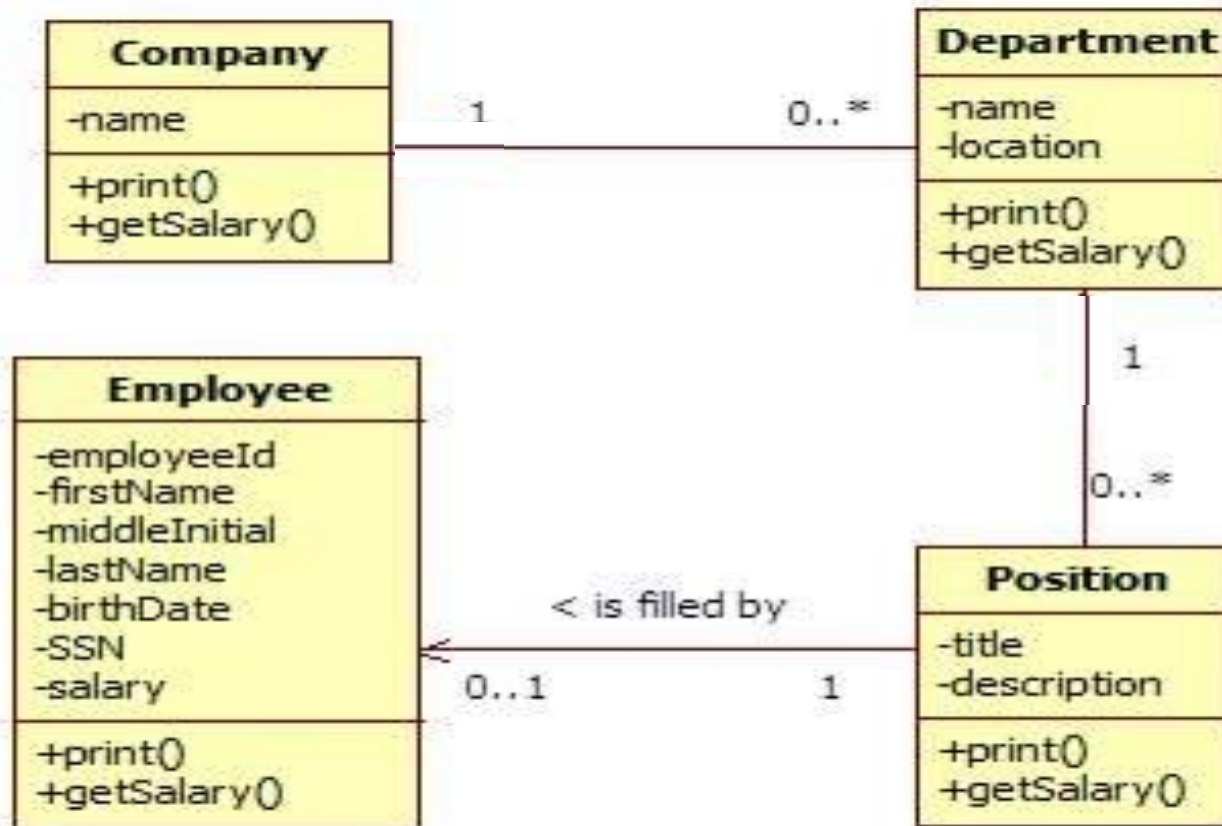 Company
-name
+print()
+getSalary()
1
0..*
Department
-name
-location
+print()
+getSalary()
1
0..*
Employee
-employeeId
-firstName
-middleInitial
-lastName
-birthDate
-SSN
-salary
+print()
+getSalary()
< is filled by
0..1
1
Position
-title
-description
+print()
+getSalary()